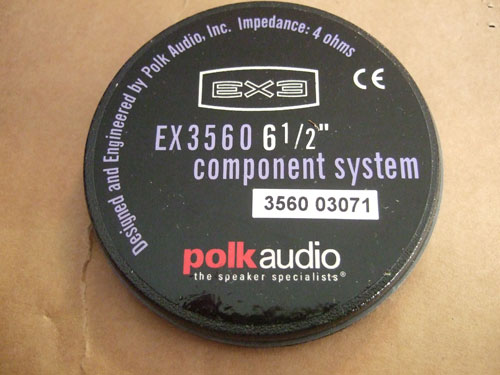 Designed and Engineered by Polk Audio, Inc. Impedance: 4 ohms
EX3
CE
EX3560 6 1/2"
component system
3560 03071
polkaudio
the speaker specialists®